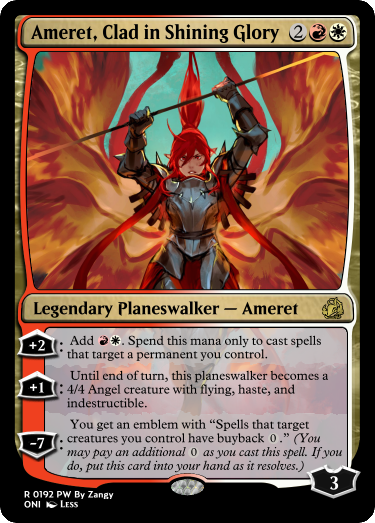 Ameret, Clad in Shining Glory 2
Legendary Planeswalker — Ameret
+2: Add . Spend this mana only to cast spells
that target a permanent you control.
+1: Until end of turn, this planeswalker becomes a
4/4 Angel creature with flying, haste, and
indestructible.
-7: You get an emblem with “Spells that target
creatures you control have buyback 0.” (You
may pay an additional 0 as you cast this spell. If you
do, put this card into your hand as it resolves.)
3
R 0192 PW By Zangy
ONI Less